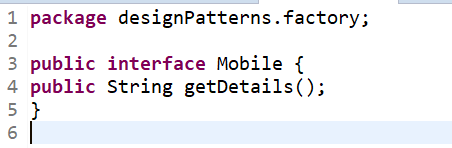 1 package designPatterns.factory;
2
3 public interface Mobile {
4 public String getDetails();
5 }
6